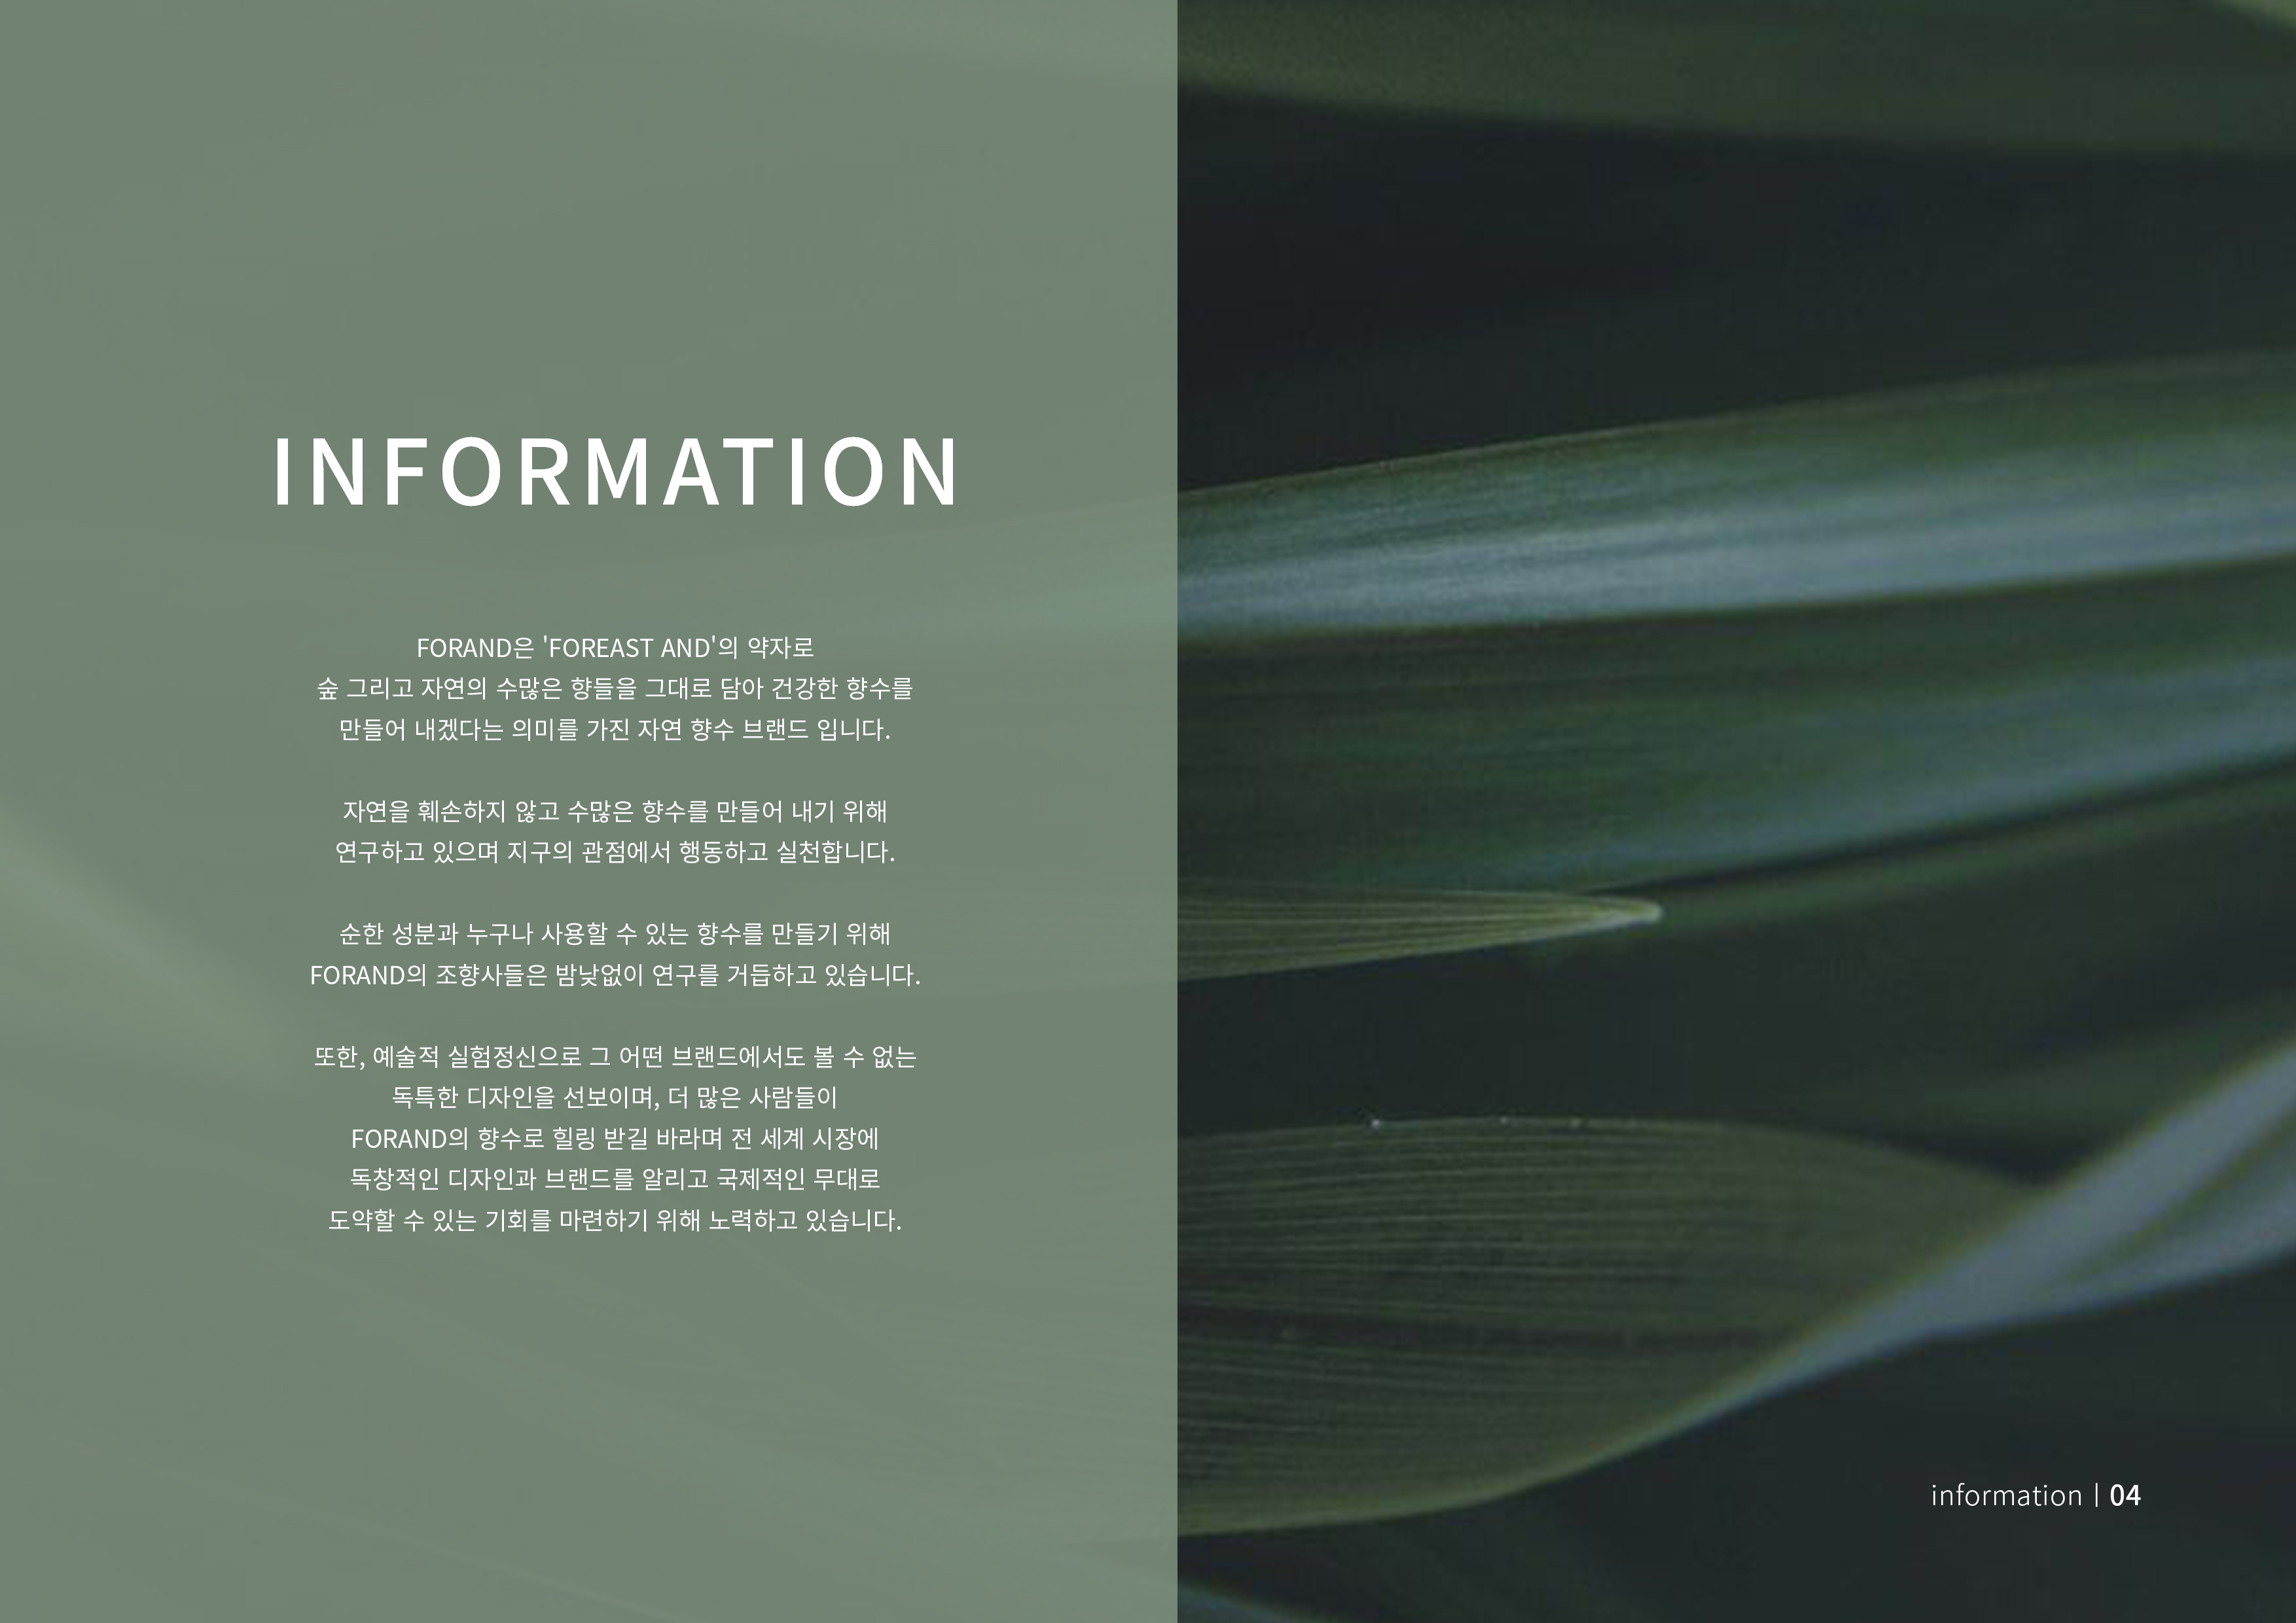 INFORMATION
FORAND은 'FOREAST AND'의 약자로
숲 그리고 자연의 수많은 향들을 그대로 담아 건강한 향수를
만들어 내겠다는 의미를 가진 자연 향수 브랜드 입니다.
자연을 훼손하지 않고 수많은 향수를 만들어 내기 위해
연구하고 있으며 지구의 관점에서 행동하고 실천합니다.
순한 성분과 누구나 사용할 수 있는 향수를 만들기 위해
FORAND의 조향사들은 밤낮없이 연구를 거듭하고 있습니다.
또한, 예술적 실험정신으로 그 어떤 브랜드에서도 볼 수 없는
독특한 디자인을 선보이며, 더 많은 사람들이
FORAND의 향수로 힐링 받길 바라며 전 세계 시장에
독창적인 디자인과 브랜드를 알리고 국제적인 무대로
도약할 수 있는 기회를 마련하기 위해 노력하고 있습니다.
information | 04